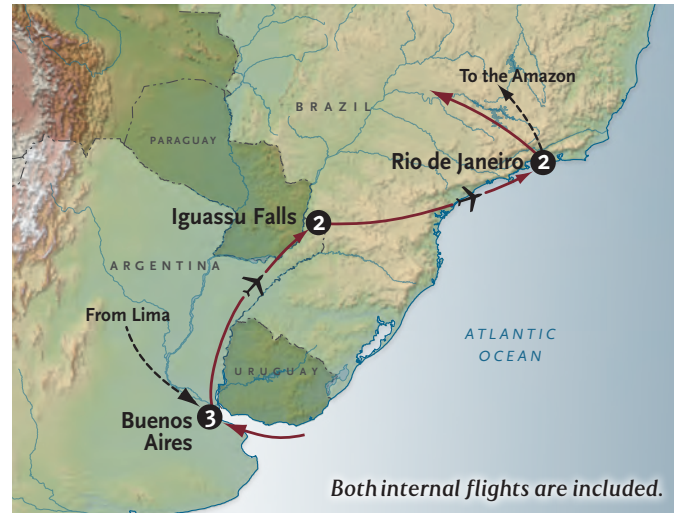 To the Amazon
BRAZIL
PARAGUAY
Rio de Janeiro 2
Iguassu Falls 2
ARGENTINA
From Lima
ATLANTIC
OCEAN
URUGUAY
Buenos 3
Aires
Both internal flights are included.